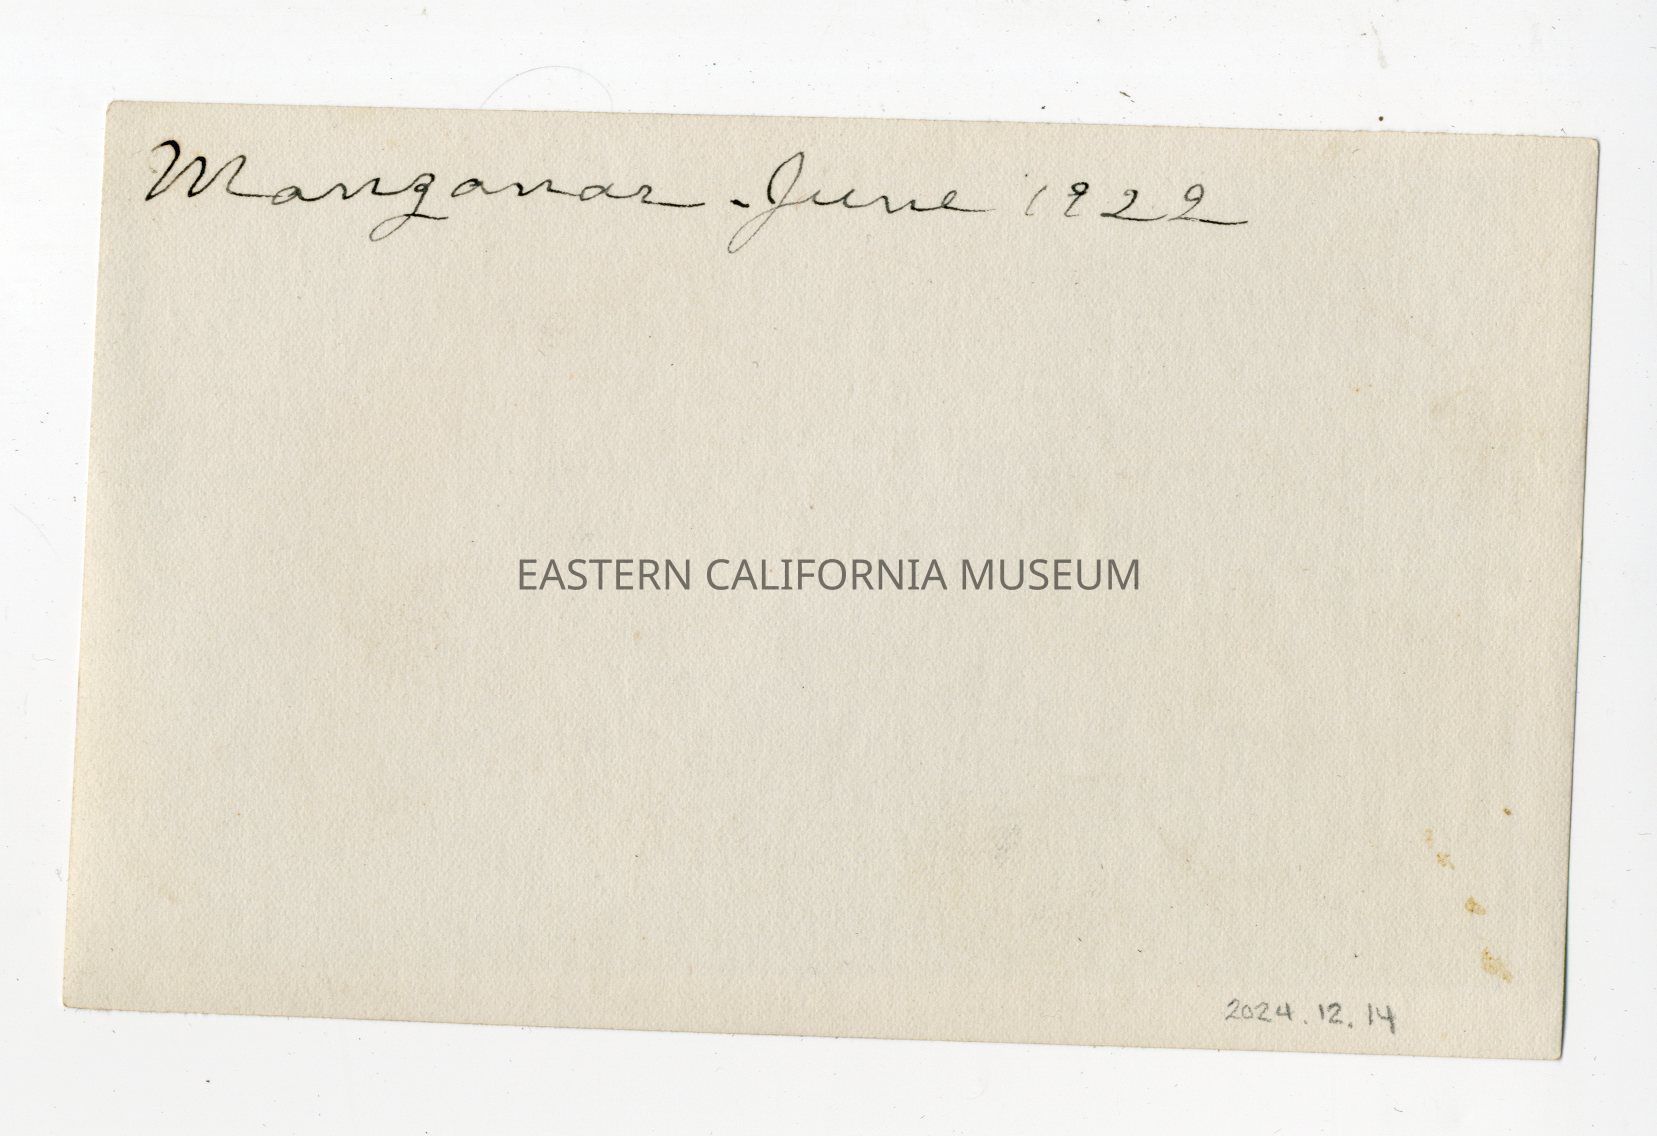 Manzanar - June 1922
EASTERN CALIFORNIA MUSEUM
2024.12.14